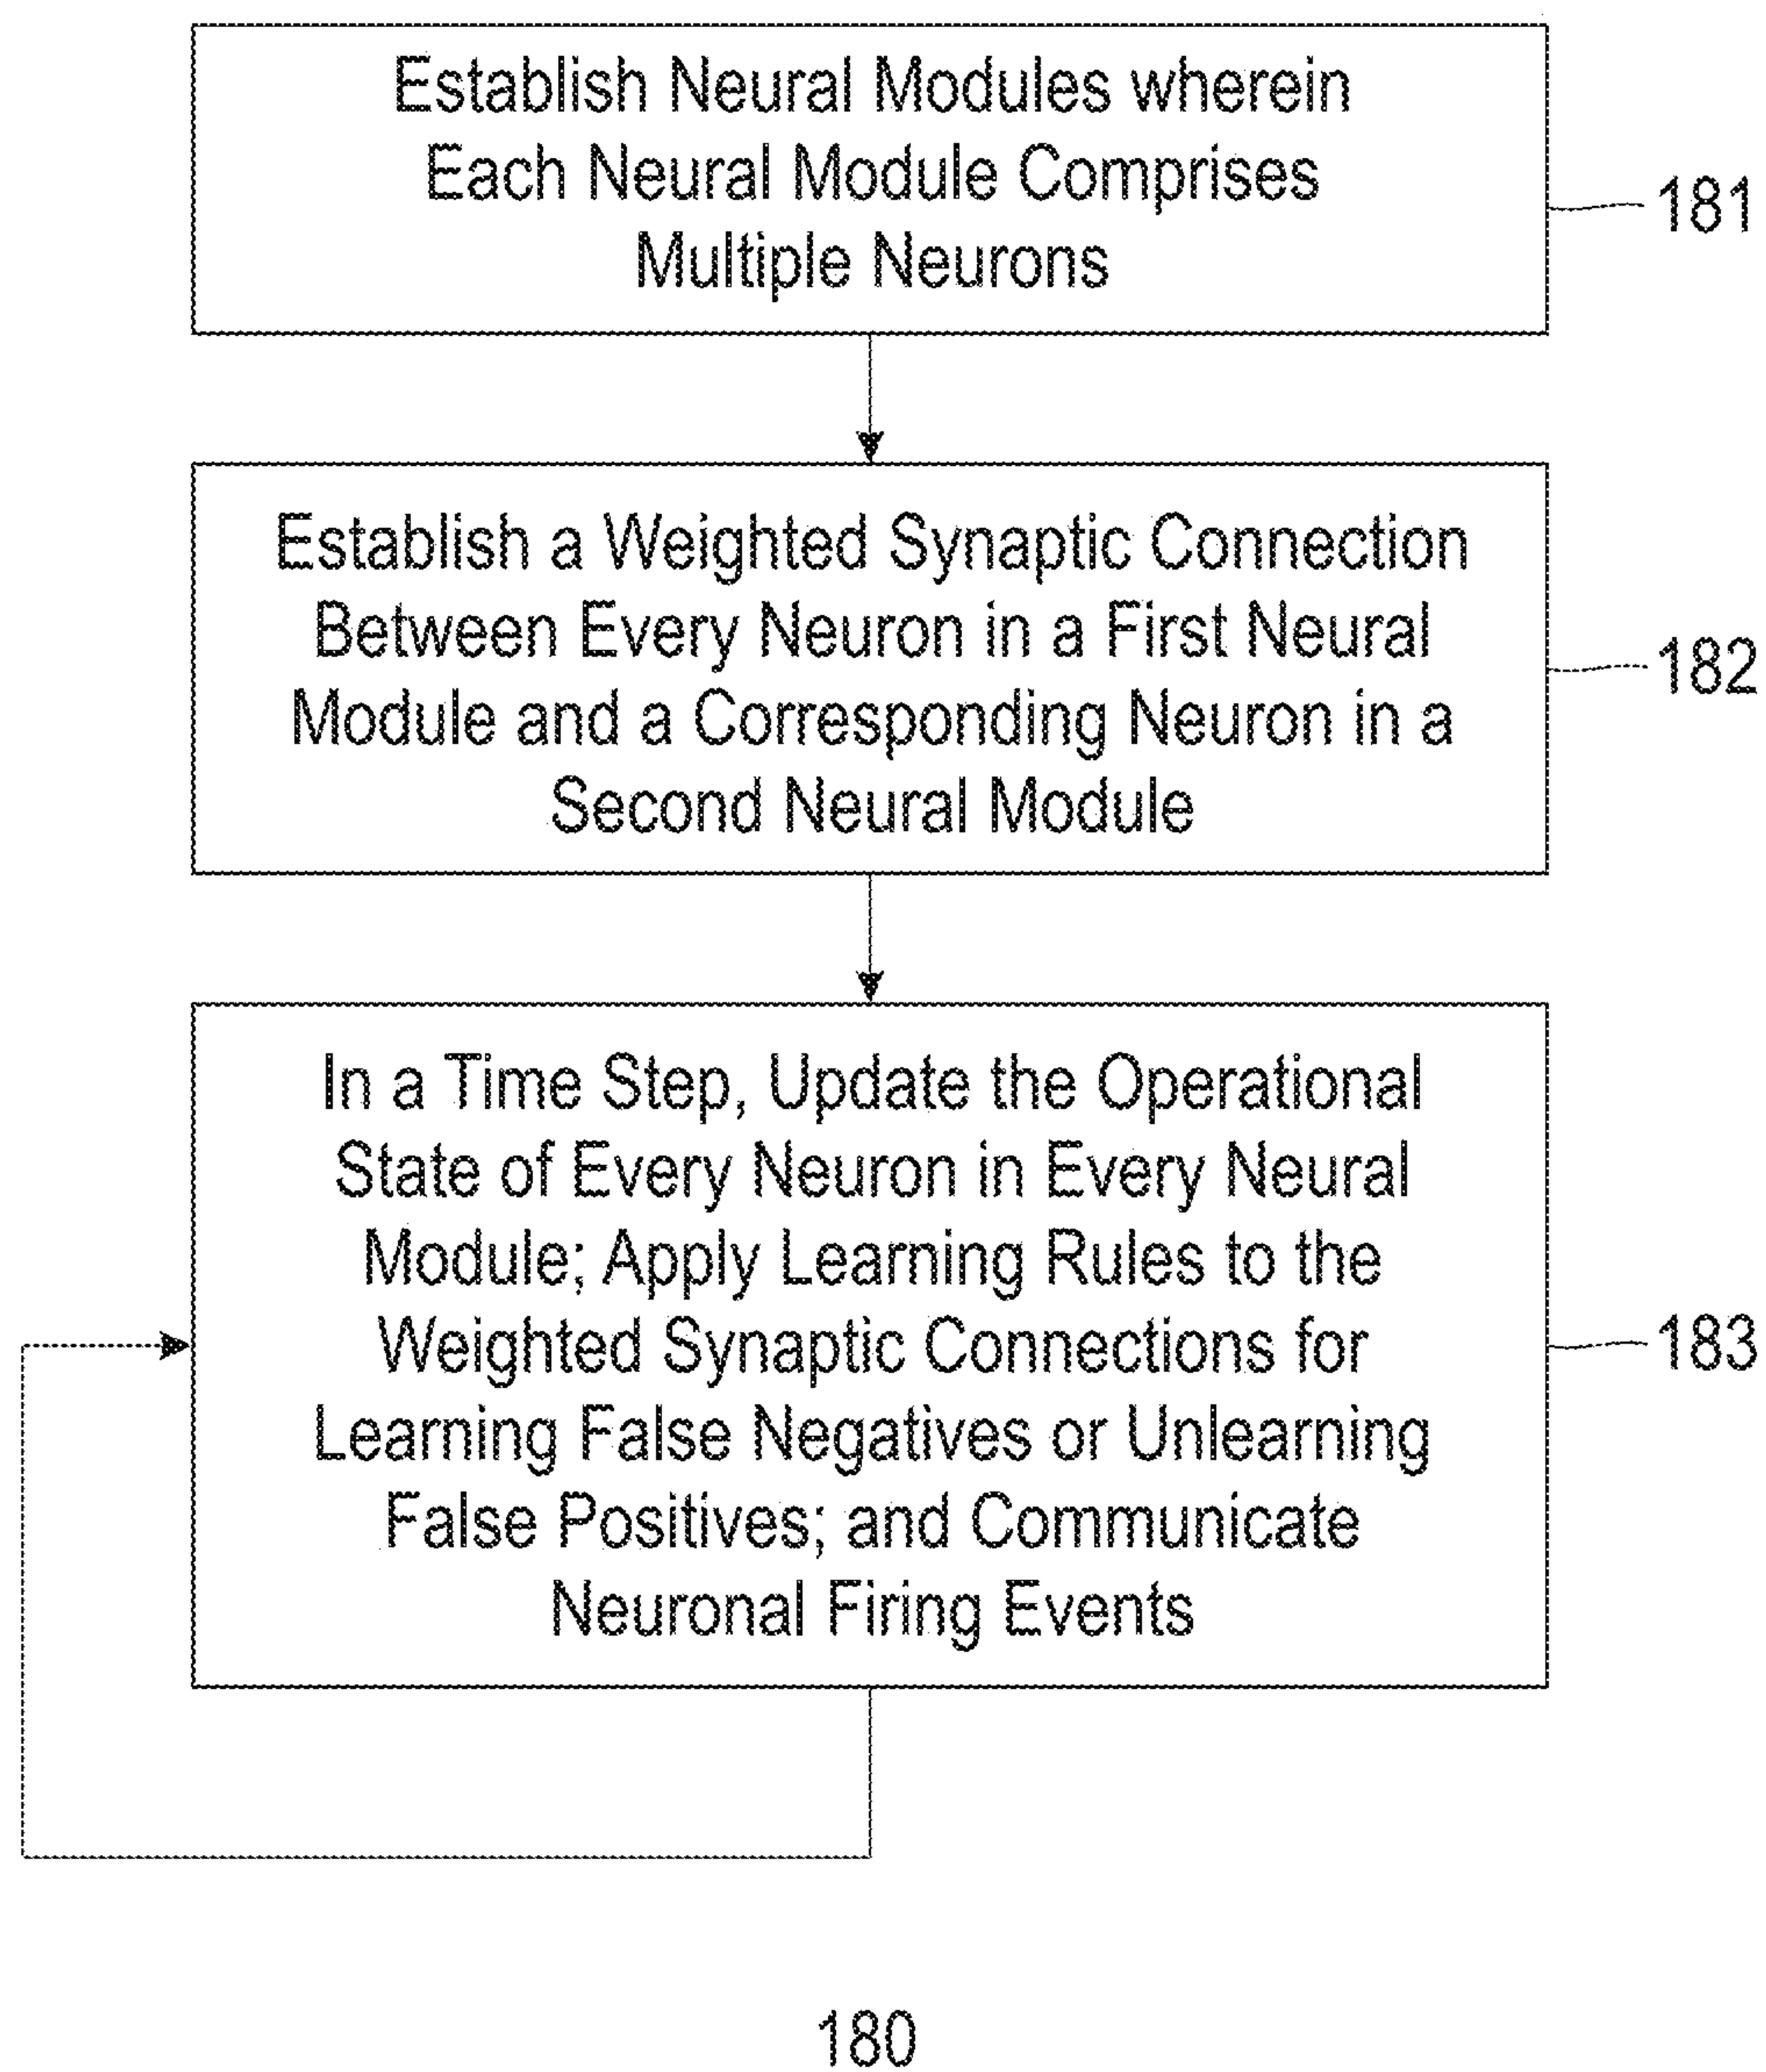 Establish Neural Modules wherein
Each Neural Module Comprises
Multiple Neurons
181
Establish a Weighted Synaptic Connection
Between Every Neuron in a First Neural
Module and a Corresponding Neuron in a
Second Neural Module
182
In a Time Step, Update the Operational
State of Every Neuron in Every Neural
Module; Apply Learning Rules to the
Weighted Synaptic Connections for
Learning False Negatives or Unlearning
False Positives; and Communicate
Neuronal Firing Events
183
180